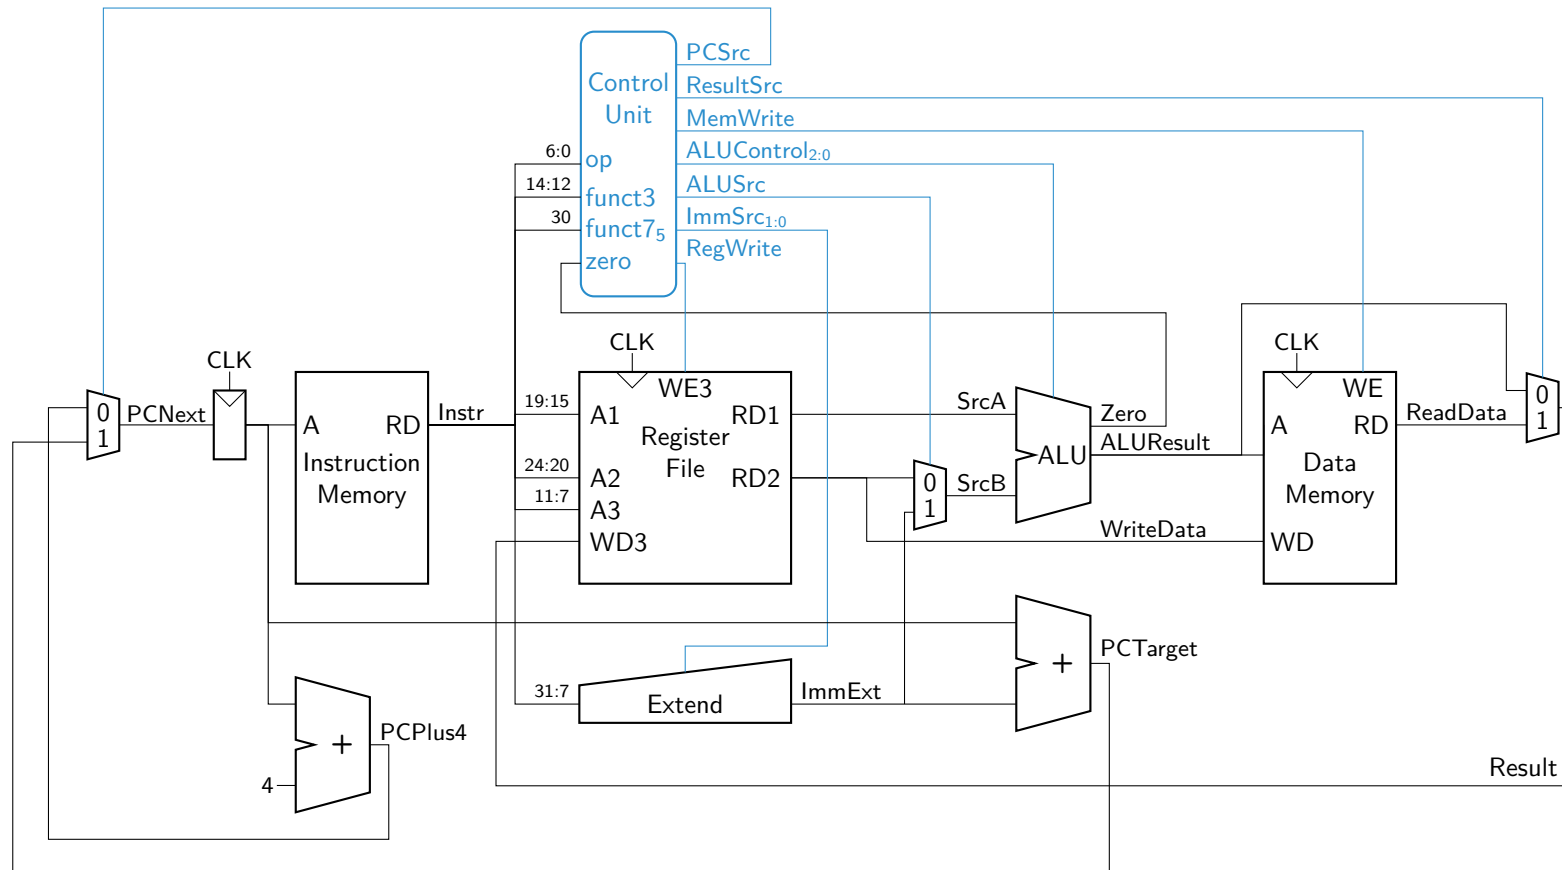 PCSrc
ResultSrc
MemWrite
ALUControl2:0
ALUSrc
ImmSrc1:0
RegWrite
Control
Unit
op
funct3
funct75
zero
6:0
14:12
30
CLK
CLK
CLK
0
1
PCNext
A
RD
Instruction
Memory
Instr
19:15
24:20
11:7
31:7
WE3
A1
RD1
Register
File
A2
RD2
A3
WD3
SrcA
0
1
SrcB
ALU
Zero
ALUResult
WriteData
WE
A
RD
Data
Memory
WD
ReadData
0
1
Extend
ImmExt
+
PCTarget
+
PCPlus4
4
Result